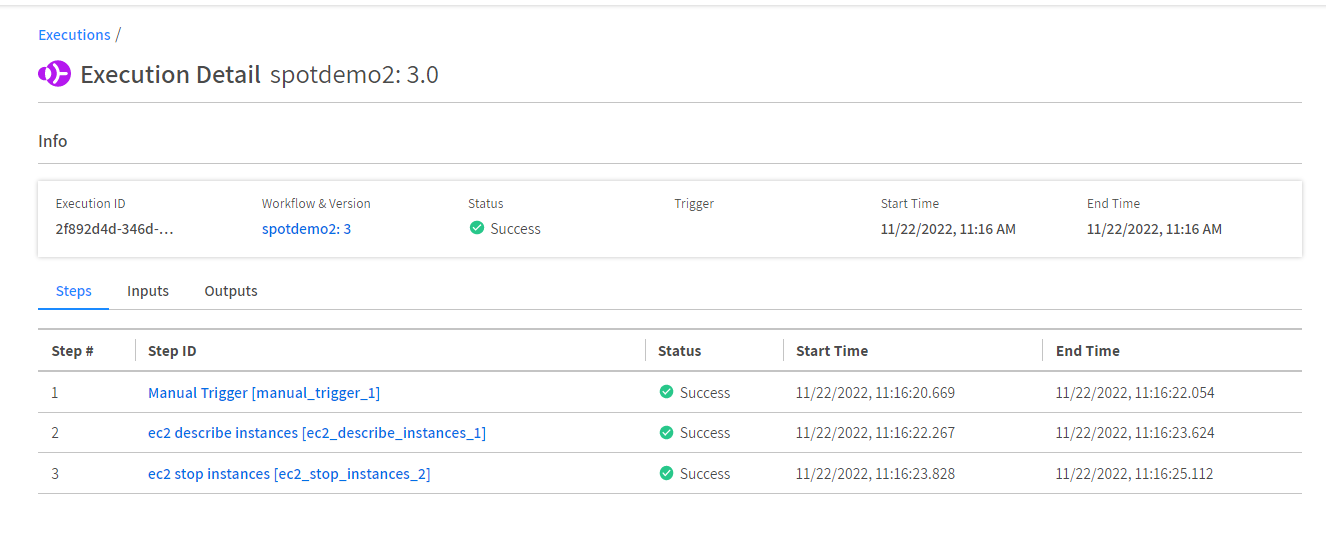 Executions /
Execution Detail spotdemo2: 3.0
Info
Execution ID Workflow & Version Status Trigger Start Time End Time
2f892d4d-346d-... spotdemo2: 3 Success 11/22/2022, 11:16 AM 11/22/2022, 11:16 AM
Steps Inputs Outputs
Step # Step ID Status Start Time End Time
1 Manual Trigger [manual_trigger_1] Success 11/22/2022, 11:16:20.669 11/22/2022, 11:16:22.054
2 ec2 describe instances [ec2_describe_instances_1] Success 11/22/2022, 11:16:22.267 11/22/2022, 11:16:23.624
3 ec2 stop instances [ec2_stop_instances_2] Success 11/22/2022, 11:16:23.828 11/22/2022, 11:16:25.112